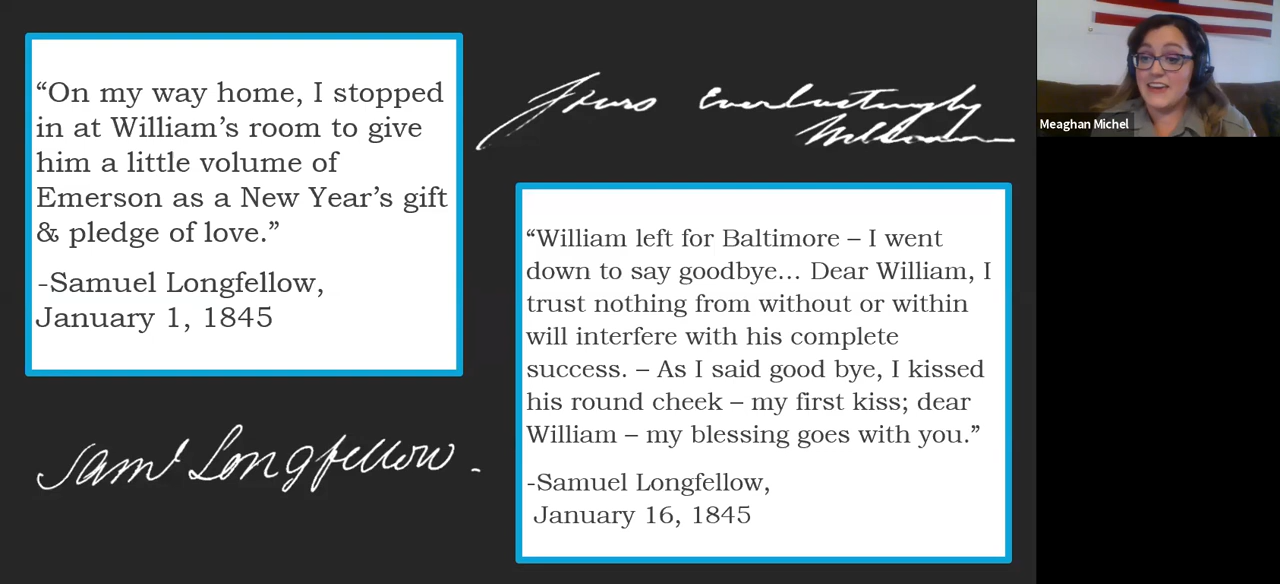 “On my way home, I stopped
in at William’s room to give
him a little volume of
Emerson as a New Year’s gift
& pledge of love.”
-Samuel Longfellow,
January 1, 1845
Yours Everlastingly
William
“William left for Baltimore – I went
down to say goodbye… Dear William, I
trust nothing from without or within
will interfere with his complete
success. – As I said good bye, I kissed
his round cheek – my first kiss; dear
William – my blessing goes with you.”
-Samuel Longfellow,
January 16, 1845
Saml Longfellow.
Meaghan Michel